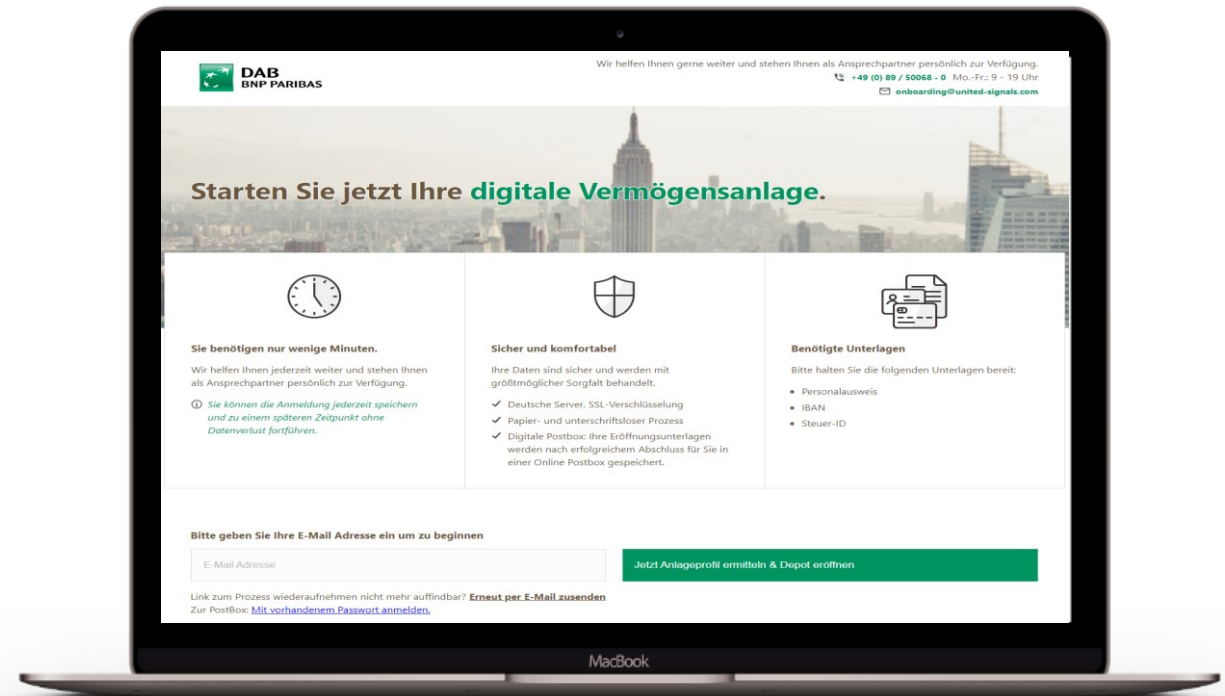 DAB
BNP PARIBAS
Wir helfen Ihnen gerne weiter und stehen Ihnen als Ansprechpartner persönlich zur Verfügung.
+49 (0) 89 / 50068 - 0 Mo.-Fr.: 9 - 19 Uhr
onboarding@united-signals.com
Starten Sie jetzt Ihre digitale Vermögensanlage.
Sie benötigen nur wenige Minuten.
Wir helfen Ihnen jederzeit weiter und stehen Ihnen
als Ansprechpartner persönlich zur Verfügung.
Sie können die Anmeldung jederzeit speichern
und zu einem späteren Zeitpunkt ohne
Datenverlust fortführen.
Sicher und komfortabel
Ihre Daten sind sicher und werden mit
größtmöglicher Sorgfalt behandelt.
Deutsche Server, SSL-Verschlüsselung
Papier- und unterschriftsloser Prozess
Digitale Postbox: Ihre Eröffnungsunterlagen
werden nach erfolgreichem Abschluss für Sie in
einer Online Postbox gespeichert.
Benötigte Unterlagen
Bitte halten Sie die folgenden Unterlagen bereit:
• Personalausweis
• IBAN
• Steuer-ID
Bitte geben Sie Ihre E-Mail Adresse ein um zu beginnen
E-Mail Adresse
Jetzt Anlageprofil ermitteln & Depot eröffnen
Link zum Prozess wiederaufnehmen nicht mehr auffindbar? Erneut per E-Mail zusenden
Zur PostBox: Mit vorhandenem Passwort anmelden.
MacBook